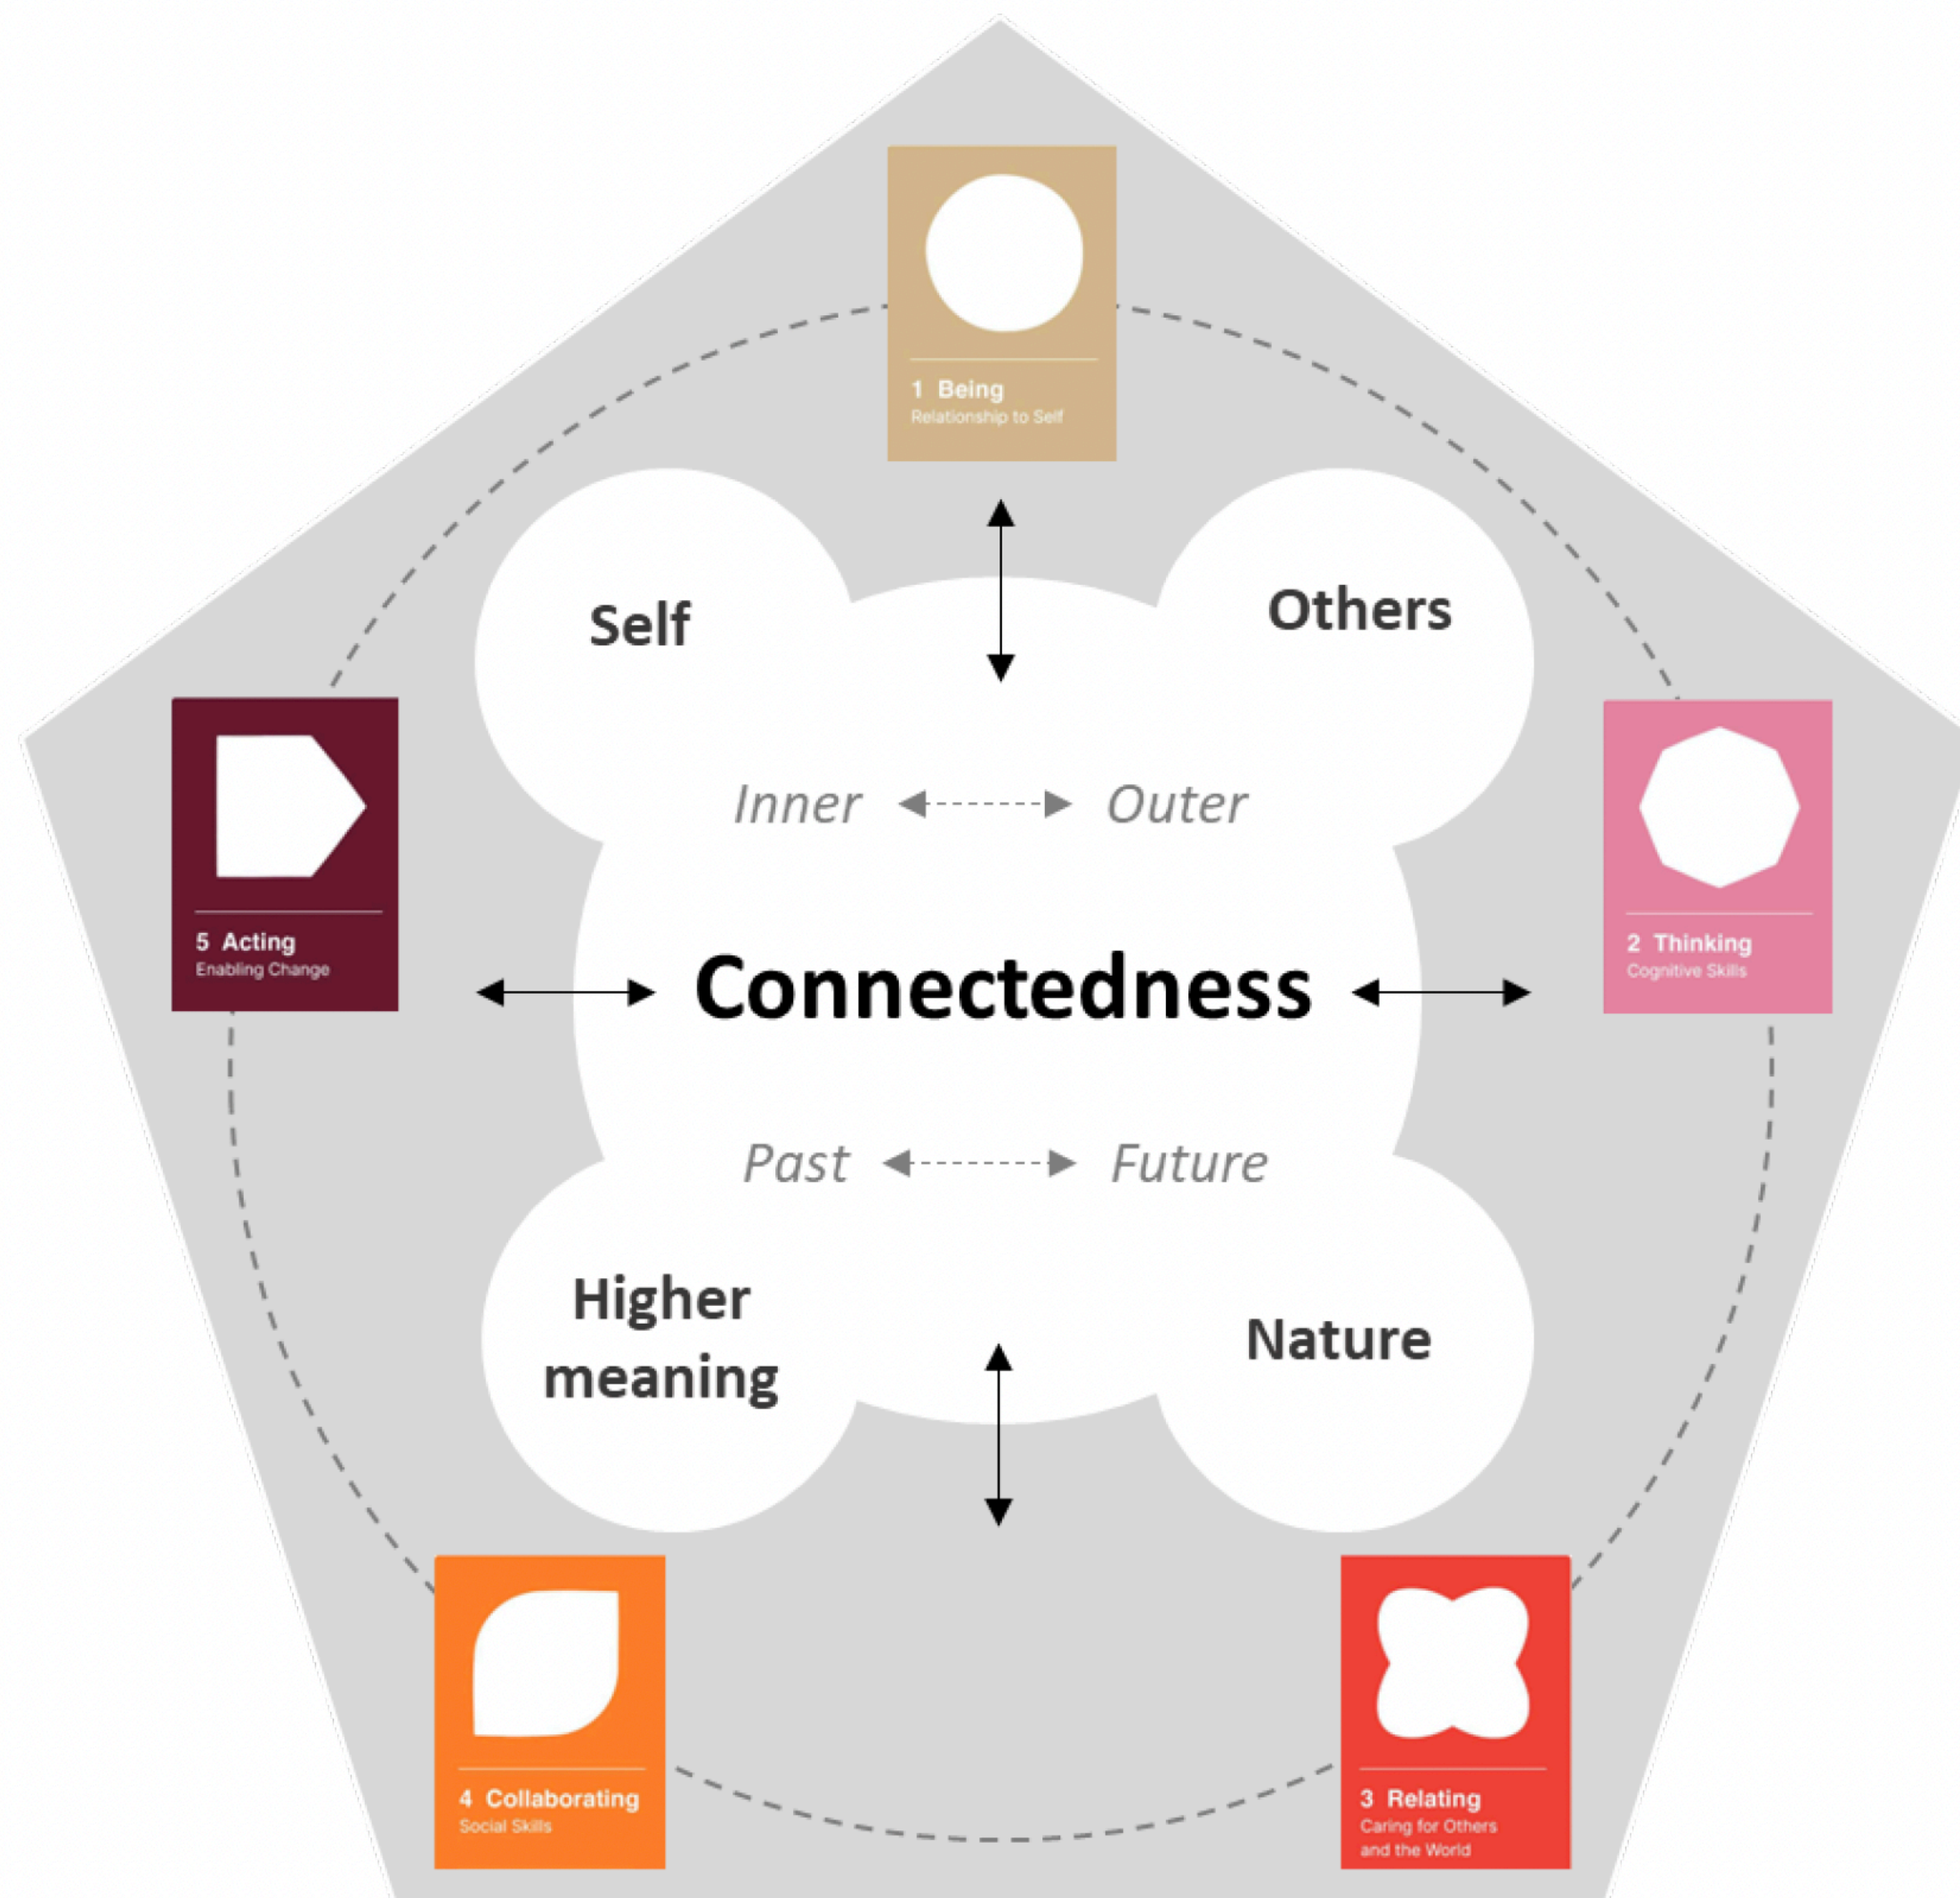 1 Being
Relationship to Self
Self
Others
5 Acting
Enabling Change
Inner
Outer
2 Thinking
Cognitive Skills
Connectedness
Past
Future
Higher
meaning
Nature
4 Collaborating
Social Skills
3 Relating
Caring for Others
and the World